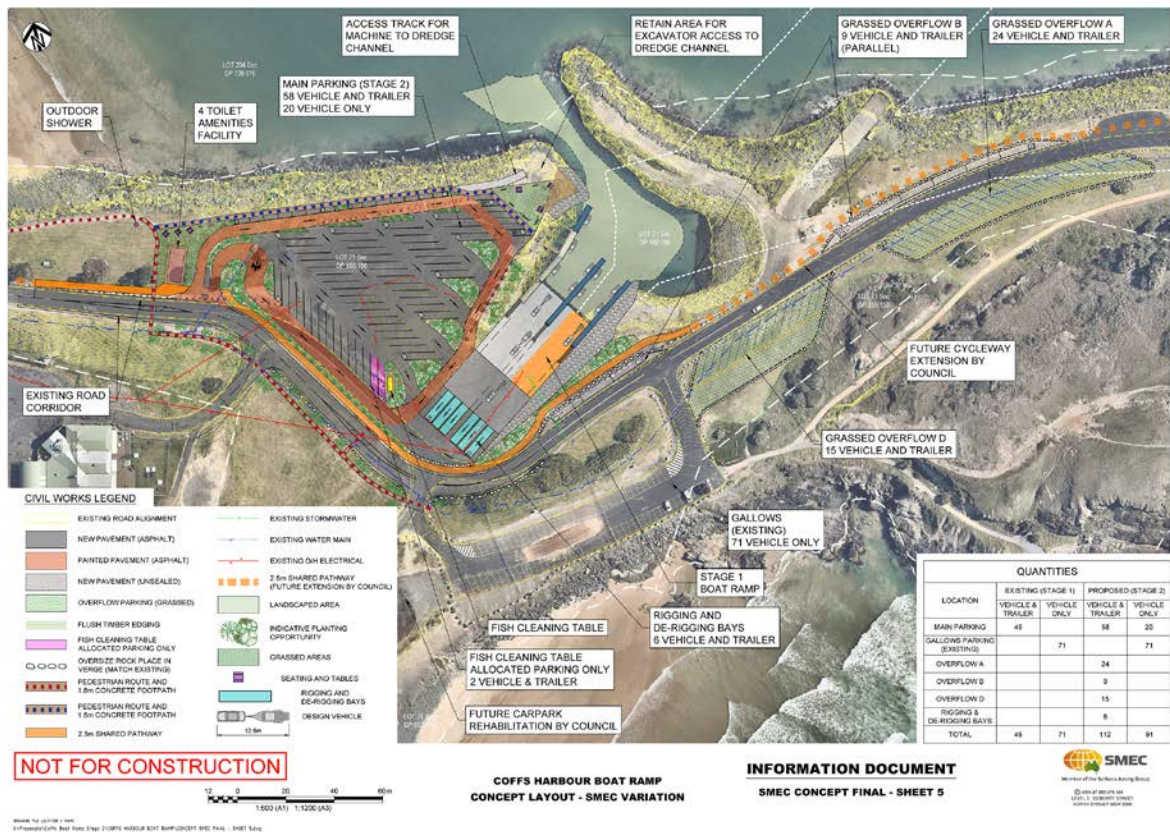 ACCESS TRACK FOR
MACHINE TO DREDGE
CHANNEL
RETAIN AREA FOR
EXCAVATOR ACCESS TO
DREDGE CHANNEL
GRASSED OVERFLOW B
9 VEHICLE AND TRAILER
(PARALLEL)
GRASSED OVERFLOW A
24 VEHICLE AND TRAILER
MAIN PARKING (STAGE 2)
58 VEHICLE AND TRAILER
20 VEHICLE ONLY
OUTDOOR
SHOWER
4 TOILET
AMENITIES
FACILITY
EXISTING ROAD
CORRIDOR
FUTURE CYCLEWAY
EXTENSION BY
COUNCIL
GRASSED OVERFLOW D
15 VEHICLE AND TRAILER
GALLOWS
(EXISTING)
71 VEHICLE ONLY
STAGE 1
BOAT RAMP
RIGGING AND
DE-RIGGING BAYS
6 VEHICLE AND TRAILER
FISH CLEANING TABLE
FISH CLEANING TABLE
ALLOCATED PARKING ONLY
2 VEHICLE & TRAILER
FUTURE CARPARK
REHABILITATION BY COUNCIL
CIVIL WORKS LEGEND
EXISTING ROAD ALIGNMENT
NEW PAVEMENT (ASPHALT)
PAINTED PAVEMENT (ASPHALT)
NEW PAVEMENT (UNSEALED)
OVERFLOW PARKING (GRASSED)
FLUSH TIMBER EDGING
FISH CLEANING TABLE
ALLOCATED PARKING ONLY
OVERSIZE ROCK PLACE IN
VERGE (MATCH EXISTING)
PEDESTRIAN ROUTE AND
1.8m CONCRETE FOOTPATH
PEDESTRIAN ROUTE AND
1.5m CONCRETE FOOTPATH
2.5m SHARED PATHWAY
EXISTING STORMWATER
EXISTING WATER MAIN
EXISTING O/H ELECTRICAL
2.5m SHARED PATHWAY
(FUTURE EXTENSION BY COUNCIL)
LANDSCAPED AREA
INDICATIVE PLANTING
OPPORTUNITY
GRASSED AREAS
SEATING AND TABLES
RIGGING AND
DE-RIGGING BAYS
DESIGN VEHICLE
12.5m
QUANTITIES
LOCATION EXISTING (STAGE 1) PROPOSED (STAGE 2)
VEHICLE & TRAILER VEHICLE ONLY VEHICLE & TRAILER VEHICLE ONLY
MAIN PARKING 49 58 20
GALLOWS PARKING (EXISTING) 71 71
OVERFLOW A 24
OVERFLOW B 9
OVERFLOW D 15
RIGGING & DE-RIGGING BAYS 6
TOTAL 49 71 112 91
NOT FOR CONSTRUCTION
0 20 40 60m
1:600 (A1) 1:1200 (A3)
COFFS HARBOUR BOAT RAMP
CONCEPT LAYOUT - SMEC VARIATION
INFORMATION DOCUMENT
SMEC CONCEPT FINAL - SHEET 5
SMEC
Member of the Surbana Jurong Group